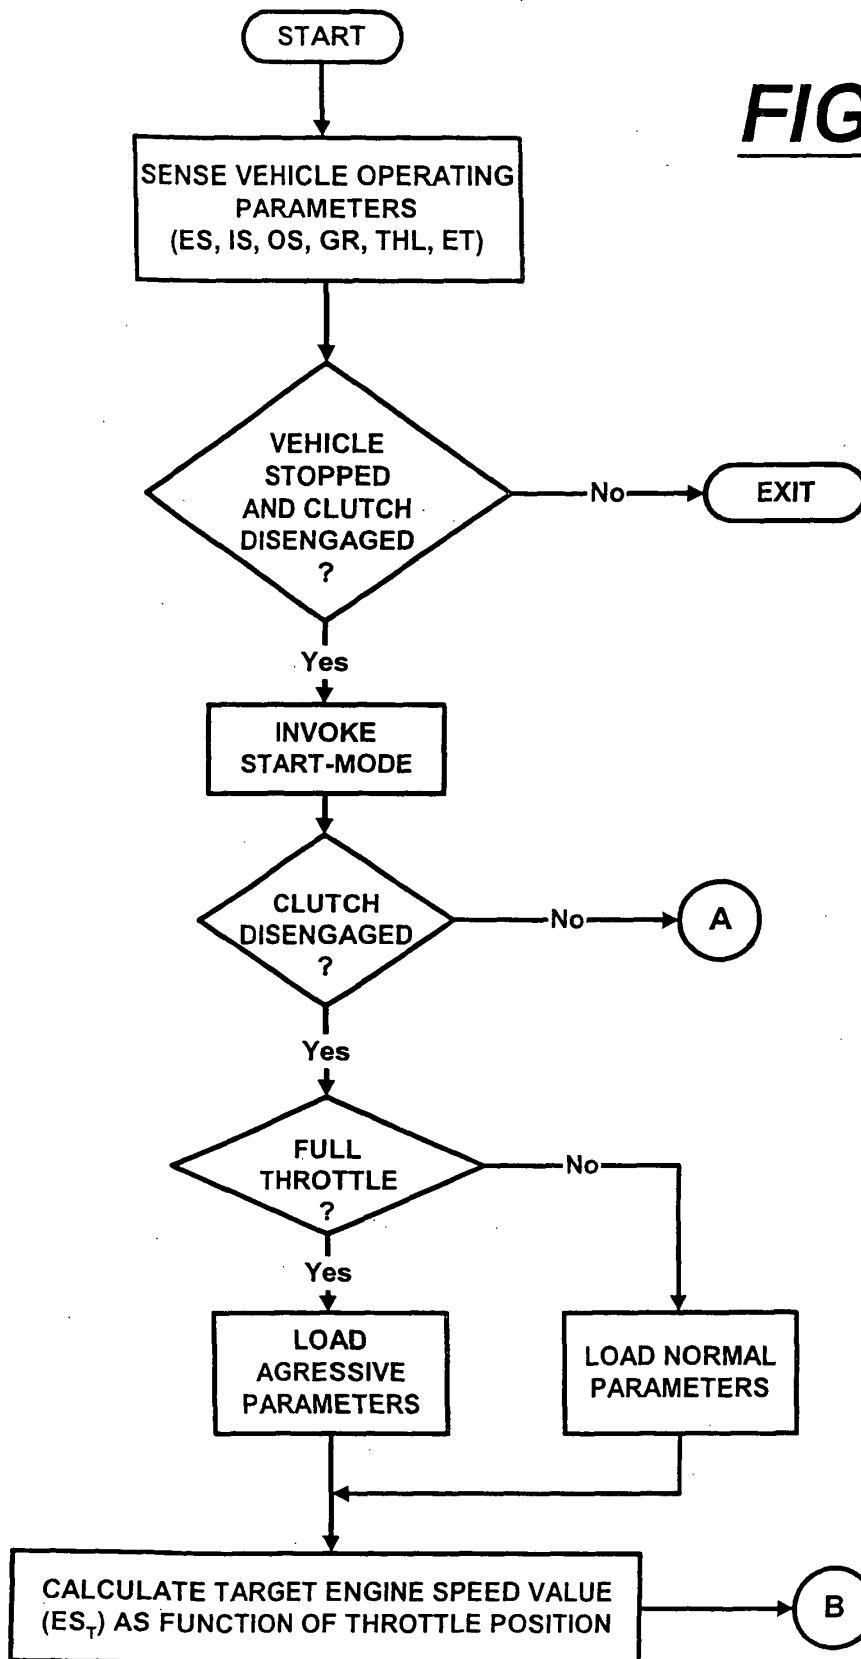 START
FIG
SENSE VEHICLE OPERATING
PARAMETERS
(ES, IS, OS, GR, THL, ET)
VEHICLE
STOPPED
AND CLUTCH
DISENGAGED
?
No
EXIT
Yes
INVOKE
START-MODE
CLUTCH
DISENGAGED
?
No
A
Yes
FULL
THROTTLE
?
No
Yes
LOAD
AGRESSIVE
PARAMETERS
LOAD NORMAL
PARAMETERS
CALCULATE TARGET ENGINE SPEED VALUE
(ES_T) AS FUNCTION OF THROTTLE POSITION
B